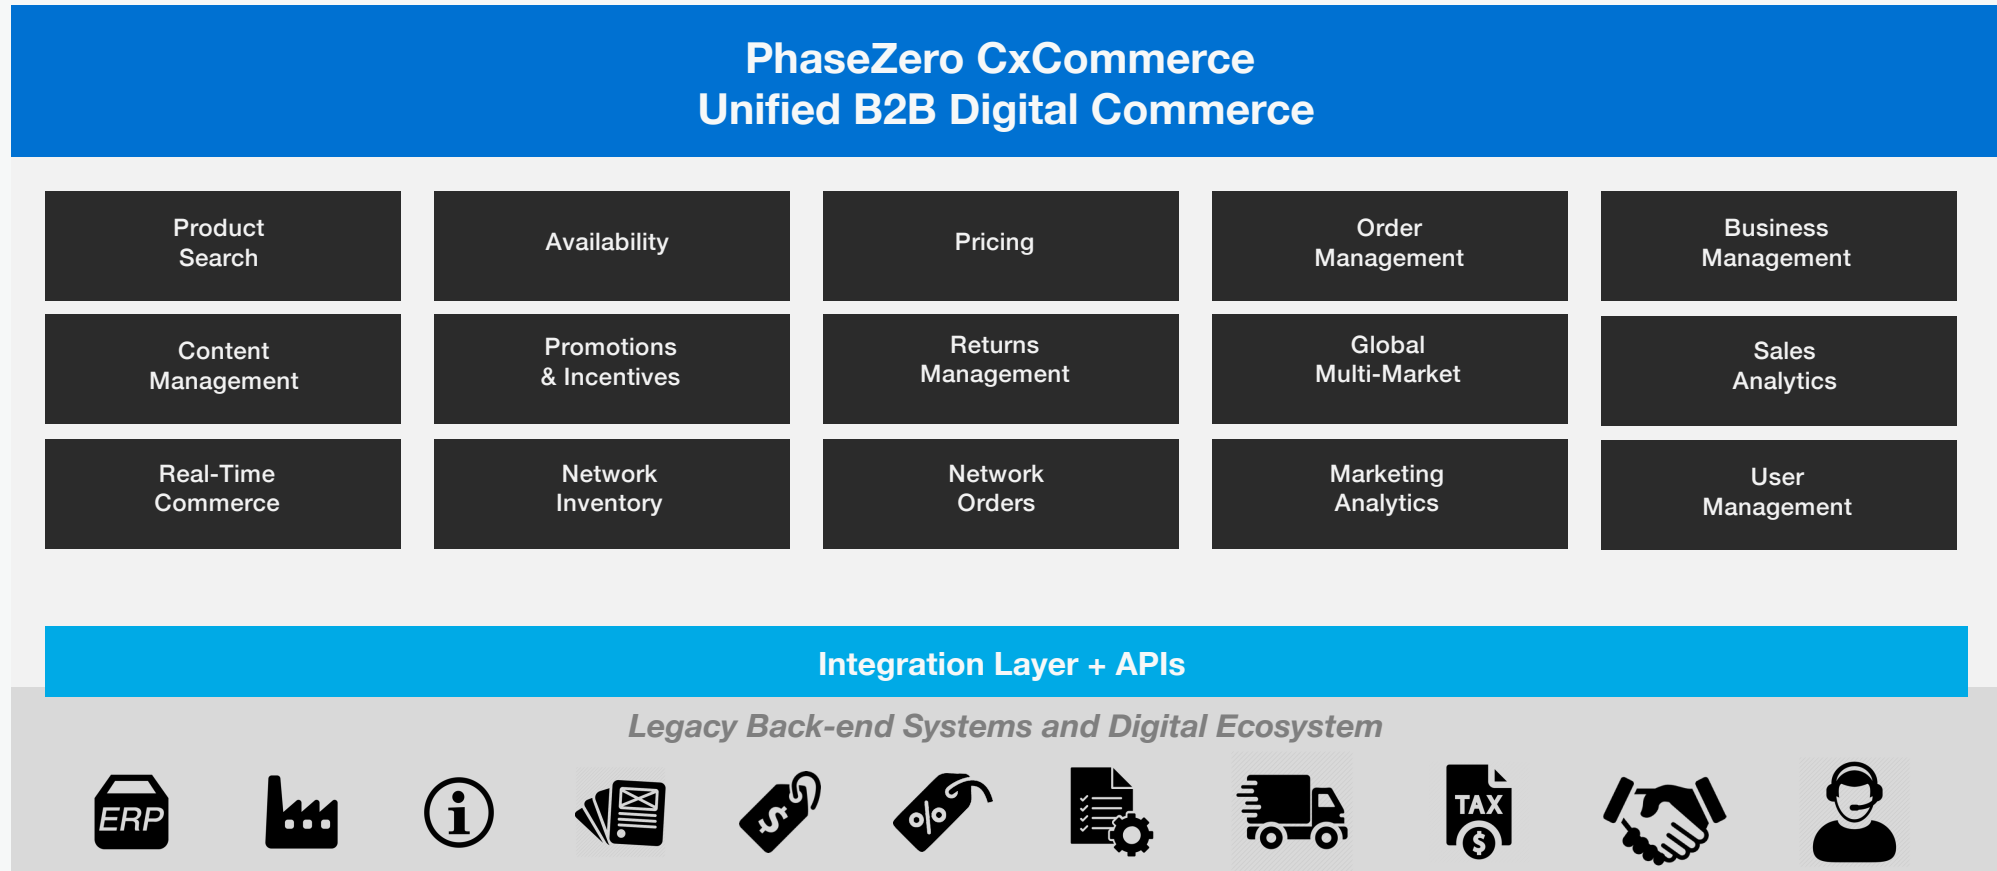 PhaseZero CxCommerce
Unified B2B Digital Commerce
Product
Search
Availability
Pricing
Order
Management
Business
Management
Content
Management
Promotions
& Incentives
Returns
Management
Global
Multi-Market
Sales
Analytics
Real-Time
Commerce
Network
Inventory
Network
Orders
Marketing
Analytics
User
Management
Integration Layer + APIs
Legacy Back-end Systems and Digital Ecosystem
ERP
i
$
%
TAX
$